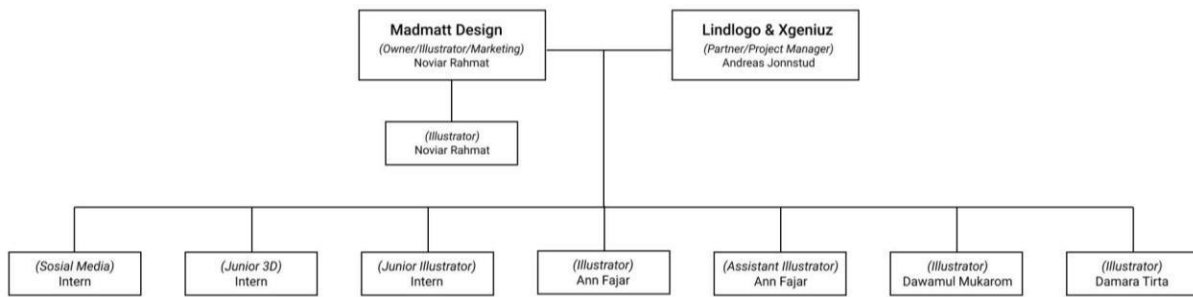 Madmatt Design
(Owner/Illustrator/Marketing)
Noviar Rahmat
Lindlogo & Xgeniuz
(Partner/Project Manager)
Andreas Jonnstud
(Illustrator)
Noviar Rahmat
(Sosial Media)
Intern
(Junior 3D)
Intern
(Junior Illustrator)
Intern
(Illustrator)
Ann Fajar
(Assistant Illustrator)
Ann Fajar
(Illustrator)
Dawamul Mukarom
(Illustrator)
Damara Tirta